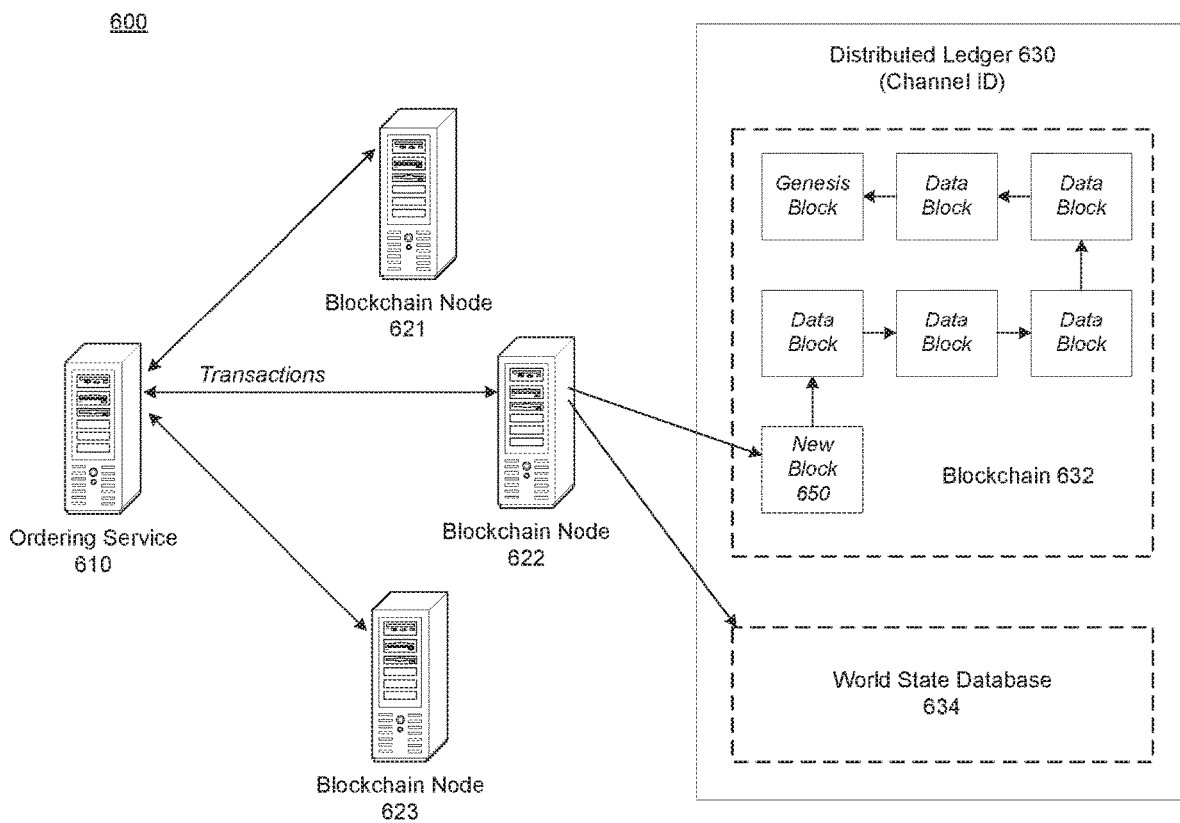 600
Distributed Ledger 630
(Channel ID)
Genesis
Block
Data
Block
Data
Block
Blockchain Node
621
Data
Block
Data
Block
Data
Block
Transactions
New
Block
650
Blockchain 632
Ordering Service
610
Blockchain Node
622
World State Database
634
Blockchain Node
623